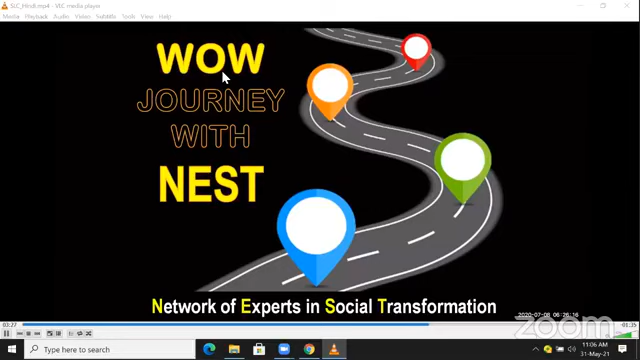 SLC_Hindi.mp4 - VLC media player
Media Playback Audio Video Subtitle Tools View Help
WOW
JOURNEY
WITH
NEST
Network of Experts in Social Transformation
2020-07-08 08:26:16
zoom
03:27
-01:35
Type here to search
11:06 AM
31-May-21